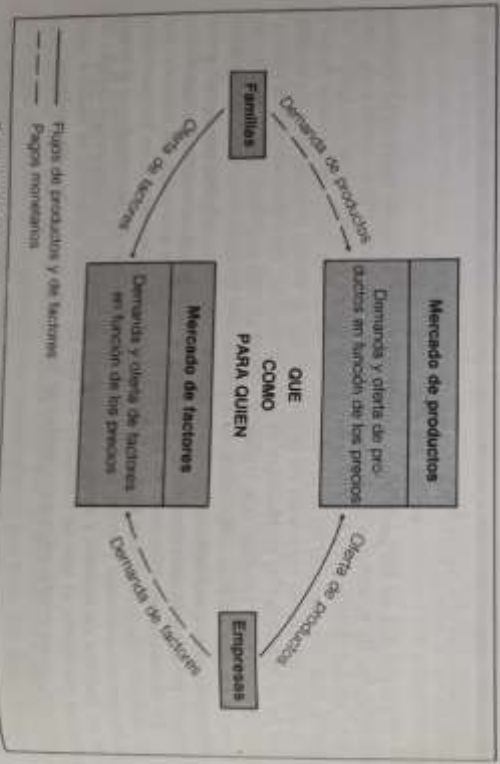 Mercado de productos
Demanda y oferta de pro-
ductos en función de los precios
Demanda de productos
Oferta de productos
Familias
QUE
COMO
PARA QUIEN
Empresas
Oferta de factores
Demanda de factores
Mercado de factores
Demanda y oferta de factores
en función de los precios
Flujos de productos y de factores
Pagos monetarios